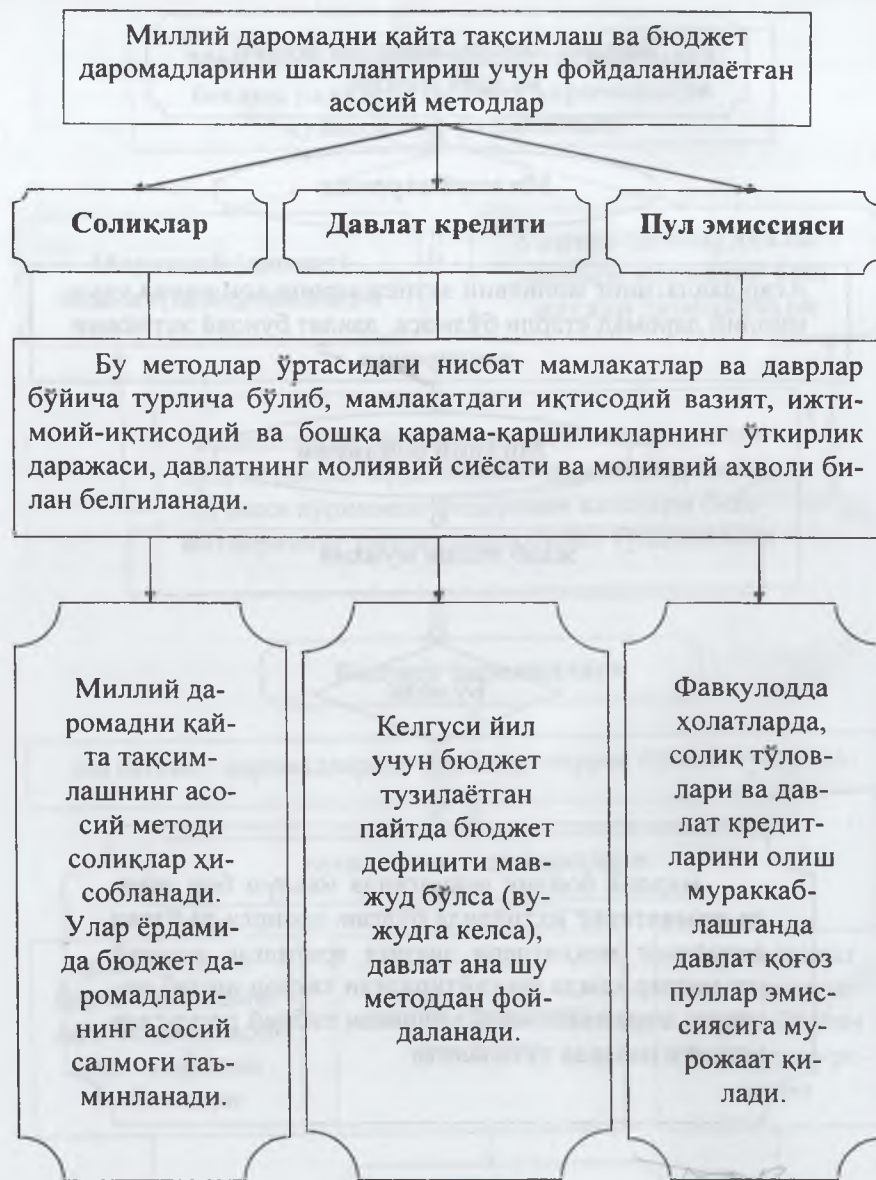 Миллий даромадни қайта тақсимлаш ва бюджет
даромадларини шакллантириш учун фойдаланилаётган
асосий методлар
Солиқлар
Давлат кредити
Пул эмиссияси
Бу методлар ўртасидаги нисбат мамлакатлар ва даврлар
бўйича турлича бўлиб, мамлакатдаги иқтисодий вазият, ижти-
моий-иқтисодий ва бошқа қарама-қаршиликларнинг ўткирлик
даражаси, давлатнинг молиявий сиёсати ва молиявий аҳволи би-
лан белгиланади.
Миллий да-
ромадни қай-
та тақсим-
лашнинг асо-
сий методи
солиқлар ҳи-
собланади.
Улар ёрдами-
да бюджет да-
ромадлари-
нинг асосий
салмоғи таъ-
минланади.
Келгуси йил
учун бюджет
тузилаётган
пайтда бюджет
дефицити мав-
жуд бўлса (ву-
жудга келса),
давлат ана шу
методдан фой-
даланади.
Фавқулодда
ҳолатларда,
солиқ тўлов-
лари ва дав-
лат кредит-
ларини олиш
мураккаб-
лашганда
давлат қоғоз
пуллар эмис-
сиясига му-
рожаат қи-
лади.